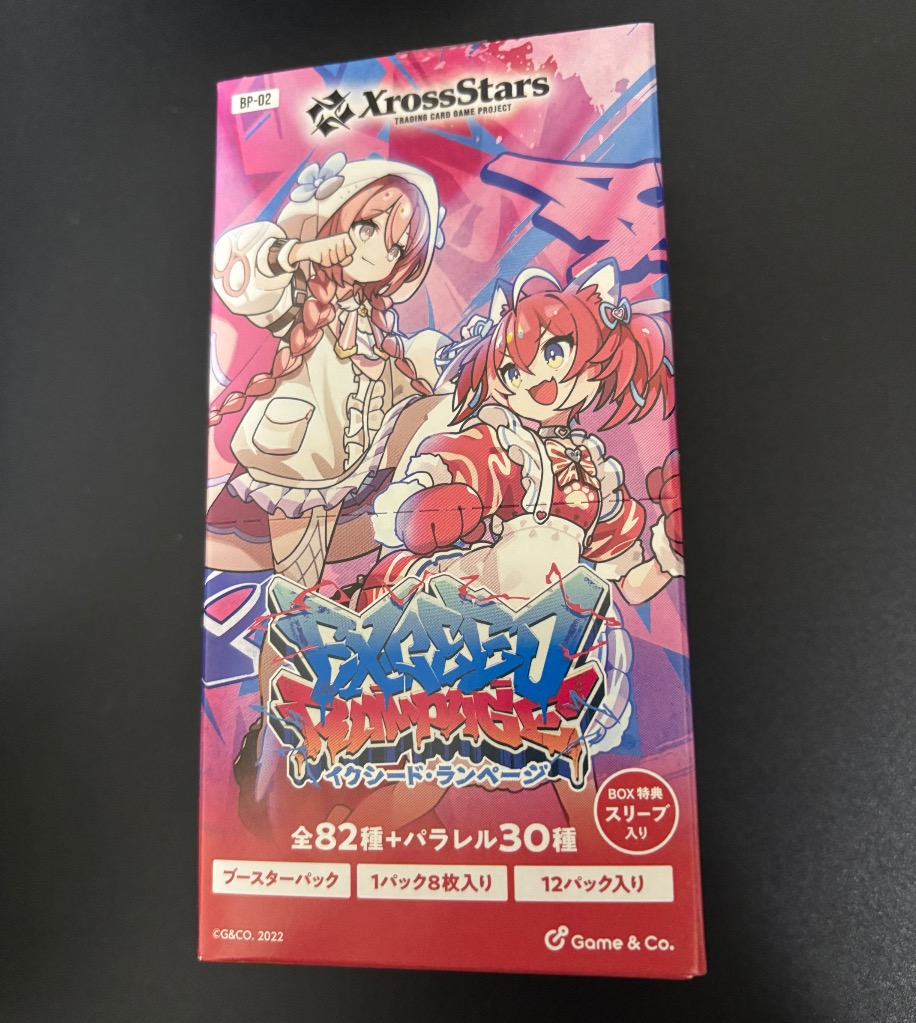 BP-02
XrossStars
TRADING CARD GAME PROJECT
EXCEED
RAMPAGE
イクシード・ランページ
BOX 特典
スリーブ
入り
全82種+パラレル30種
ブースターパック
1パック8枚入り
12パック入り
©G&CO. 2022
Game & Co.